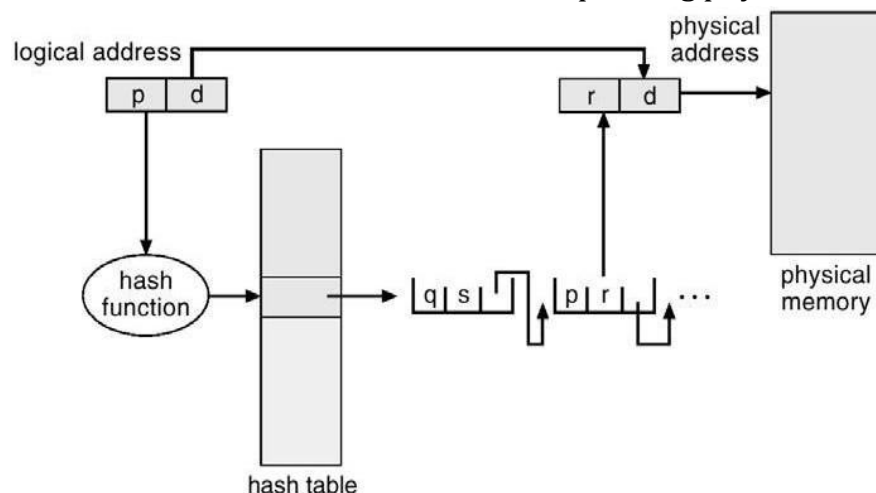 logical address
physical
address
p d
r d
hash
function
q s
p r
...
physical
memory
hash table